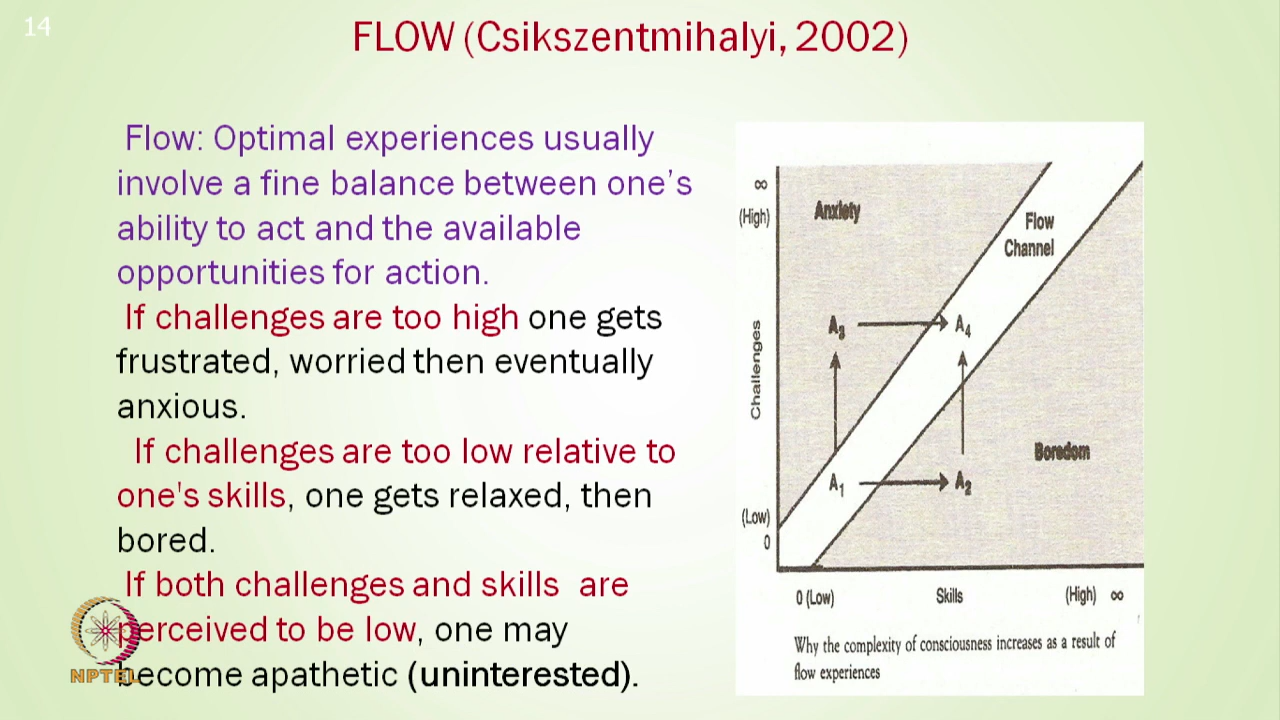 14
FLOW (Csikszentmihalyi, 2002)
Flow: Optimal experiences usually
involve a fine balance between one's
ability to act and the available
opportunities for action.
If challenges are too high one gets
frustrated, worried then eventually
anxious.
If challenges are too low relative to
one's skills, one gets relaxed, then
bored.
If both challenges and skills are
perceived to be low, one may
become apathetic (uninterested).
NPTEL
∞
(High)
Anxiety
Flow
Channel
Challenges
A3
A4
Boredom
A1
A2
(Low)
0
0 (Low)
Skills
(High) ∞
Why the complexity of consciousness increases as a result of
flow experiences